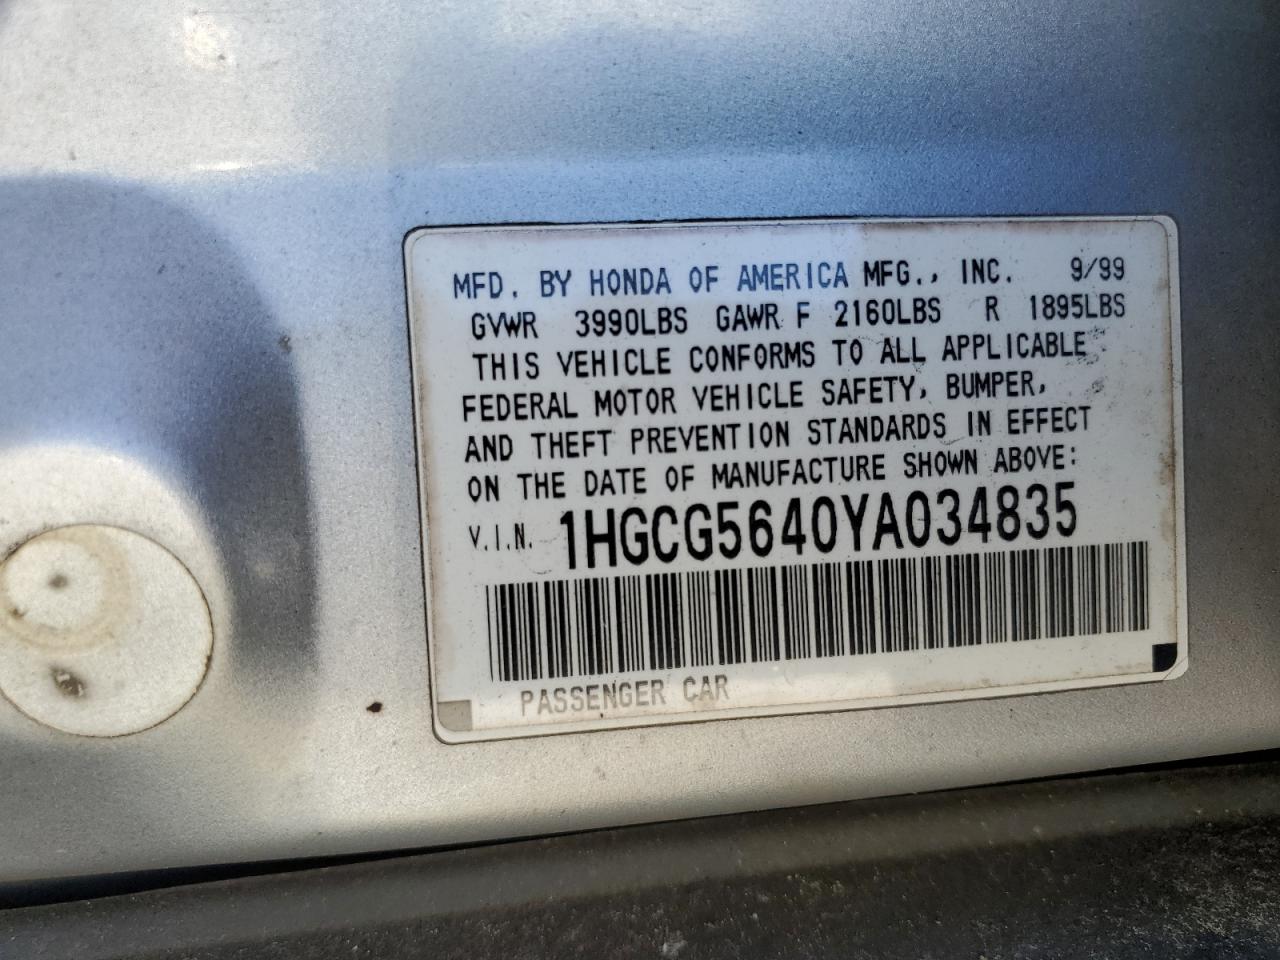 MFD. BY HONDA OF AMERICA MFG., INC. 9/99
GVWR 3990LBS GAWR F 2160LBS R 1895LBS
THIS VEHICLE CONFORMS TO ALL APPLICABLE
FEDERAL MOTOR VEHICLE SAFETY, BUMPER,
AND THEFT PREVENTION STANDARDS IN EFFECT
ON THE DATE OF MANUFACTURE SHOWN ABOVE:
V.I.N. 1HGCG5640YA034835
PASSENGER CAR